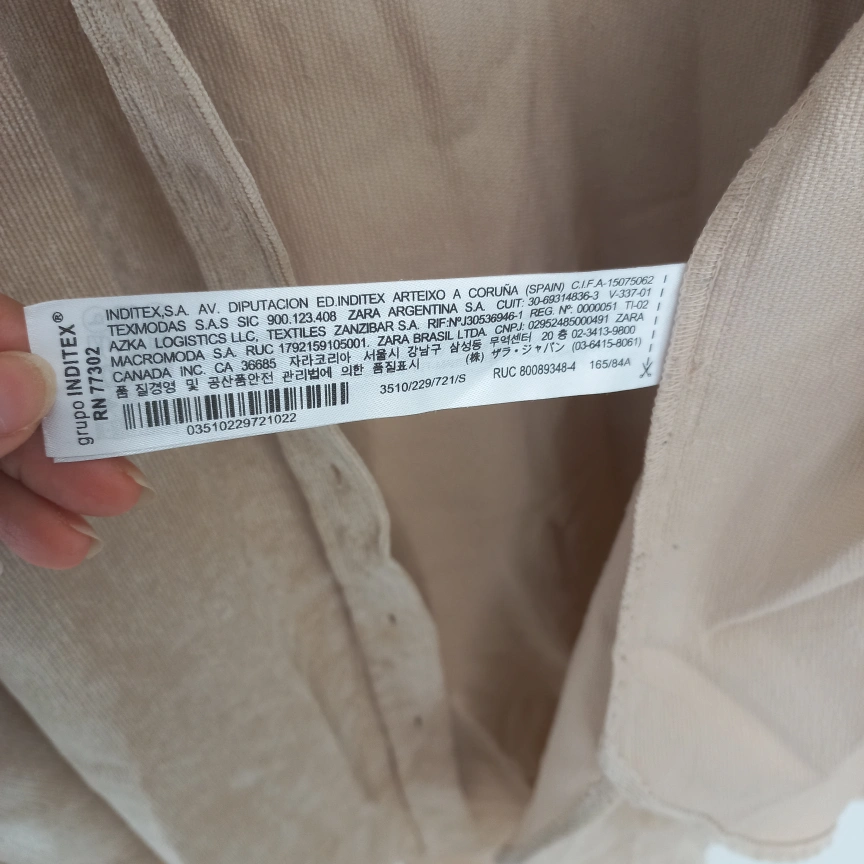 grupo INDITEX®
RN 77302
INDITEX,S.A. AV. DIPUTACION ED.INDITEX ARTEIXO A CORUÑA (SPAIN) C.I.F.A-15075062
TEXMODAS S.A.S SIC 900.123.408 ZARA ARGENTINA S.A. CUIT: 30-69314836-3 V-337-01
AZKA LOGISTICS LLC, TEXTILES ZANZIBAR S.A. RIF:NºJ30536946-1 REG. Nº: 0000051 TI-02
MACROMODA S.A. RUC 1792159105001. ZARA BRASIL LTDA. CNPJ: 02952485000491 ZARA
CANADA INC. CA 36685 자라코리아 서울시 강남구 삼성동 무역센터 20 층 02-3413-9800
품 질경영 및 공산품안전 관리법에 의한 품질표시 (株) ザラ・ジャパン (03-6415-8061)
3510/229/721/S RUC 80089348-4 165/84A
03510229721022